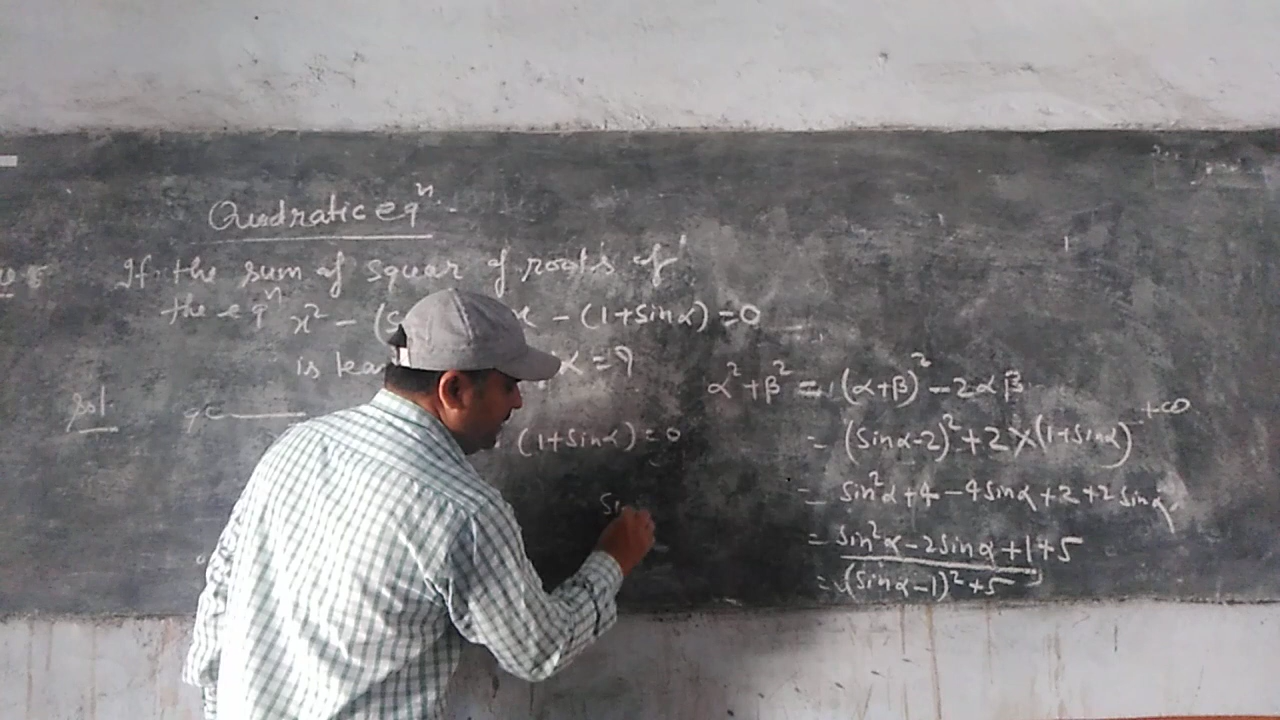 Quadratic eqⁿ
If the sum of squar of roots of
the eqⁿ x² - (s x - (1+sinα) = 0
is lea α = ?
Sol.
(1+sinα) = 0
α² + β² = (α+β)² - 2αβ
+∞
= (sinα-2)² + 2×(1+sinα)
= sin²α + 4 - 4sinα + 2 + 2sinα
= sin²α - 2sinα + 1 + 5
= (sinα-1)² + 5